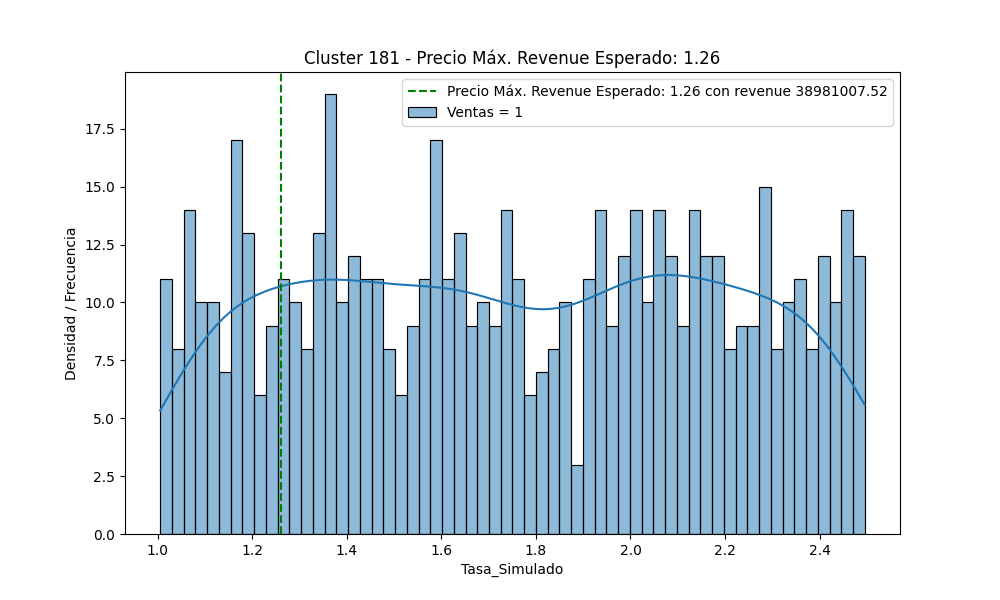 Cluster 181 - Precio Máx. Revenue Esperado: 1.26
Precio Máx. Revenue Esperado: 1.26 con revenue 38981007.52
Ventas = 1
Densidad / Frecuencia
17.5
15.0
12.5
10.0
7.5
5.0
2.5
0.0
1.0 1.2 1.4 1.6 1.8 2.0 2.2 2.4
Tasa_Simulado